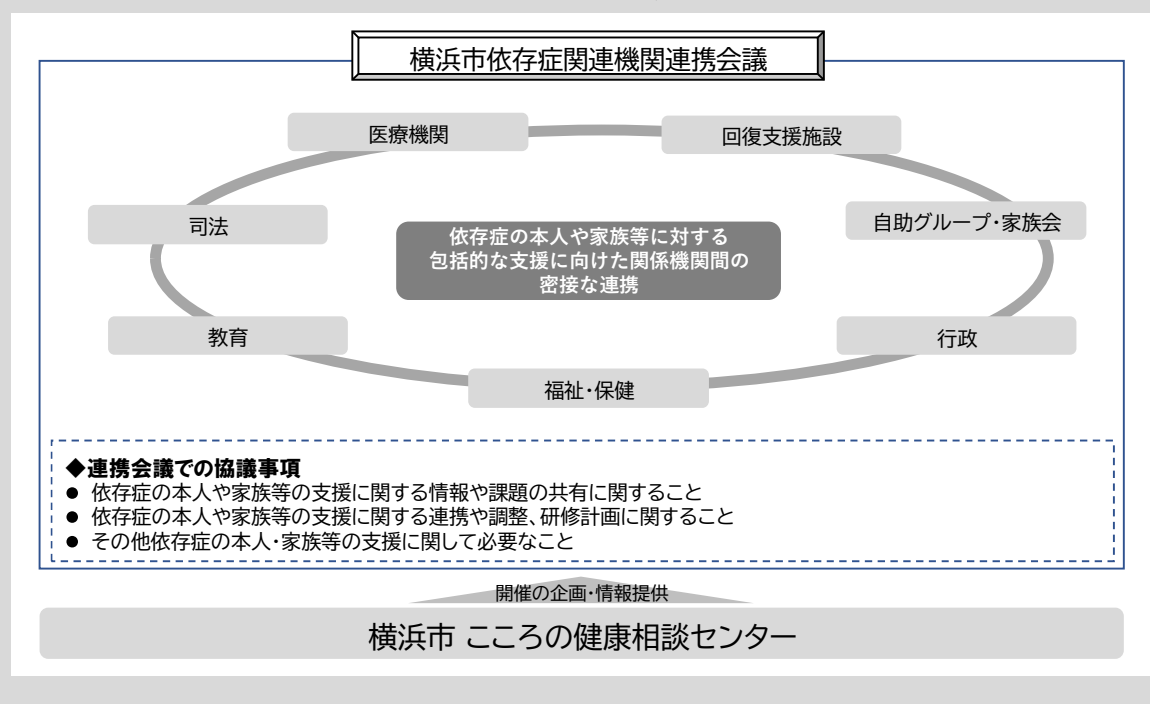 横浜市依存症関連機関連携会議
医療機関
回復支援施設
司法
自助グループ・家族会
依存症の本人や家族等に対する
包括的な支援に向けた関係機関間の
密接な連携
教育
行政
福祉・保健
◆連携会議での協議事項
● 依存症の本人や家族等の支援に関する情報や課題の共有に関すること
● 依存症の本人や家族等の支援に関する連携や調整、研修計画に関すること
● その他依存症の本人・家族等の支援に関して必要なこと
開催の企画・情報提供
横浜市 こころの健康相談センター